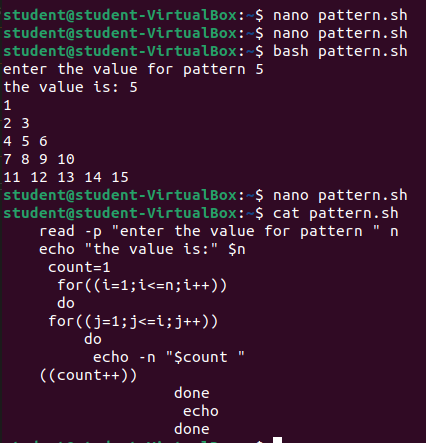 student@student-VirtualBox:~$ nano pattern.sh
student@student-VirtualBox:~$ nano pattern.sh
student@student-VirtualBox:~$ bash pattern.sh
enter the value for pattern 5
the value is: 5
1
2 3
4 5 6
7 8 9 10
11 12 13 14 15
student@student-VirtualBox:~$ nano pattern.sh
student@student-VirtualBox:~$ cat pattern.sh
    read -p "enter the value for pattern " n
    echo "the value is:" $n
     count=1
      for((i=1;i<=n;i++))
      do
     for((j=1;j<=i;j++))
         do
          echo -n "$count "
    ((count++))
                   done
                    echo
                   done
student@student-VirtualBox:~$